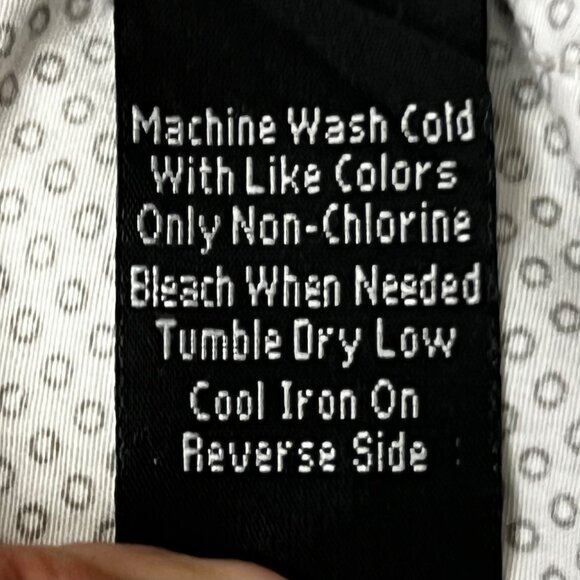 Machine Wash Cold
With Like Colors
Only Non-Chlorine
Bleach When Needed
Tumble Dry Low
Cool Iron On
Reverse Side